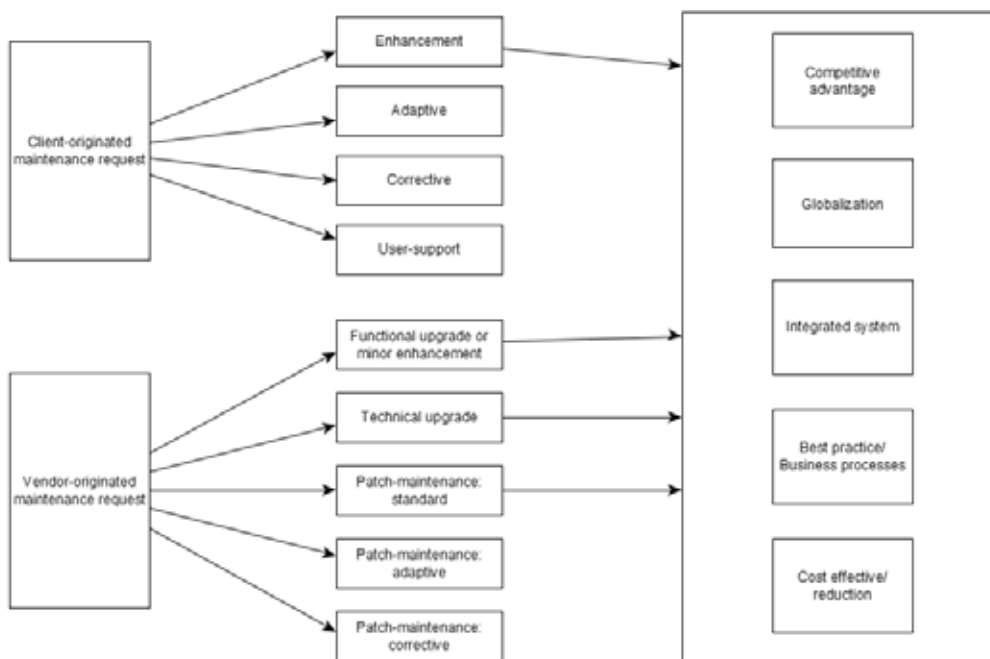 Client-originated
maintenance request
Enhancement
Adaptive
Corrective
User-support
Vendor-originated
maintenance request
Functional upgrade or
minor enhancement
Technical upgrade
Patch-maintenance:
standard
Patch-maintenance:
adaptive
Patch-maintenance:
corrective
Competitive
advantage
Globalization
Integrated system
Best practice/
Business processes
Cost effective/
reduction